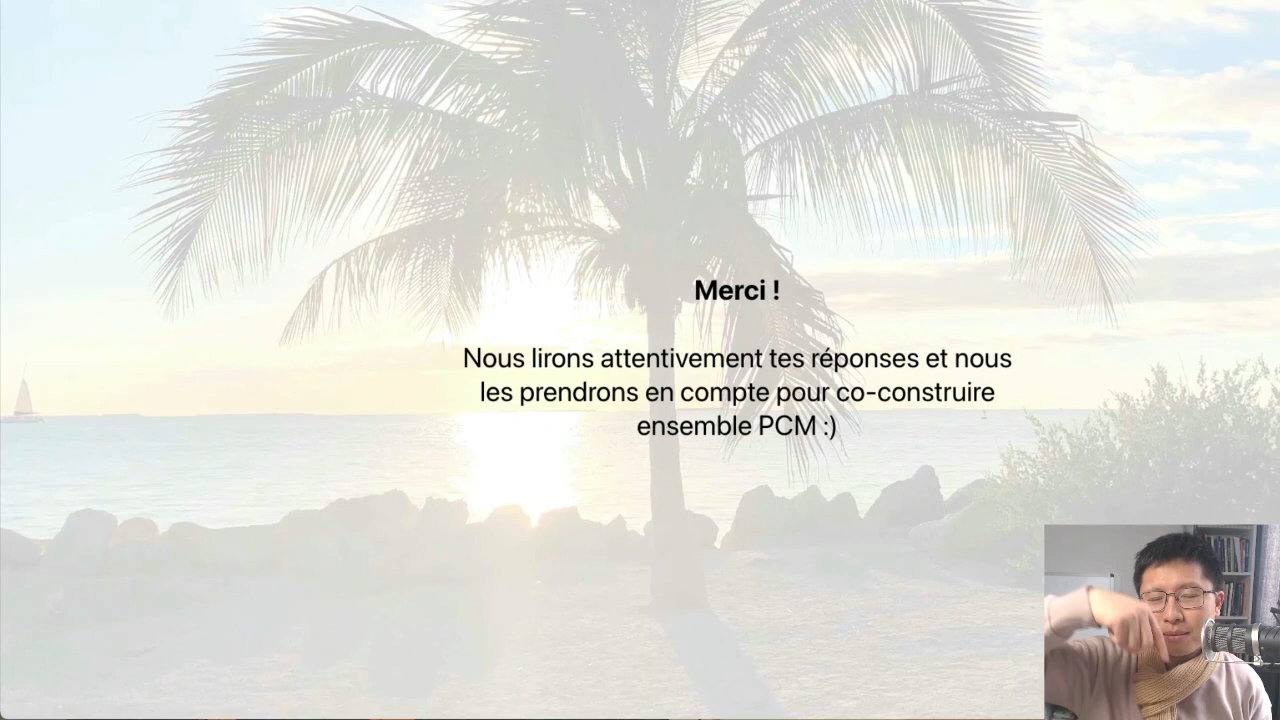 Merci !
Nous lirons attentivement tes réponses et nous
les prendrons en compte pour co-construire
ensemble PCM :)